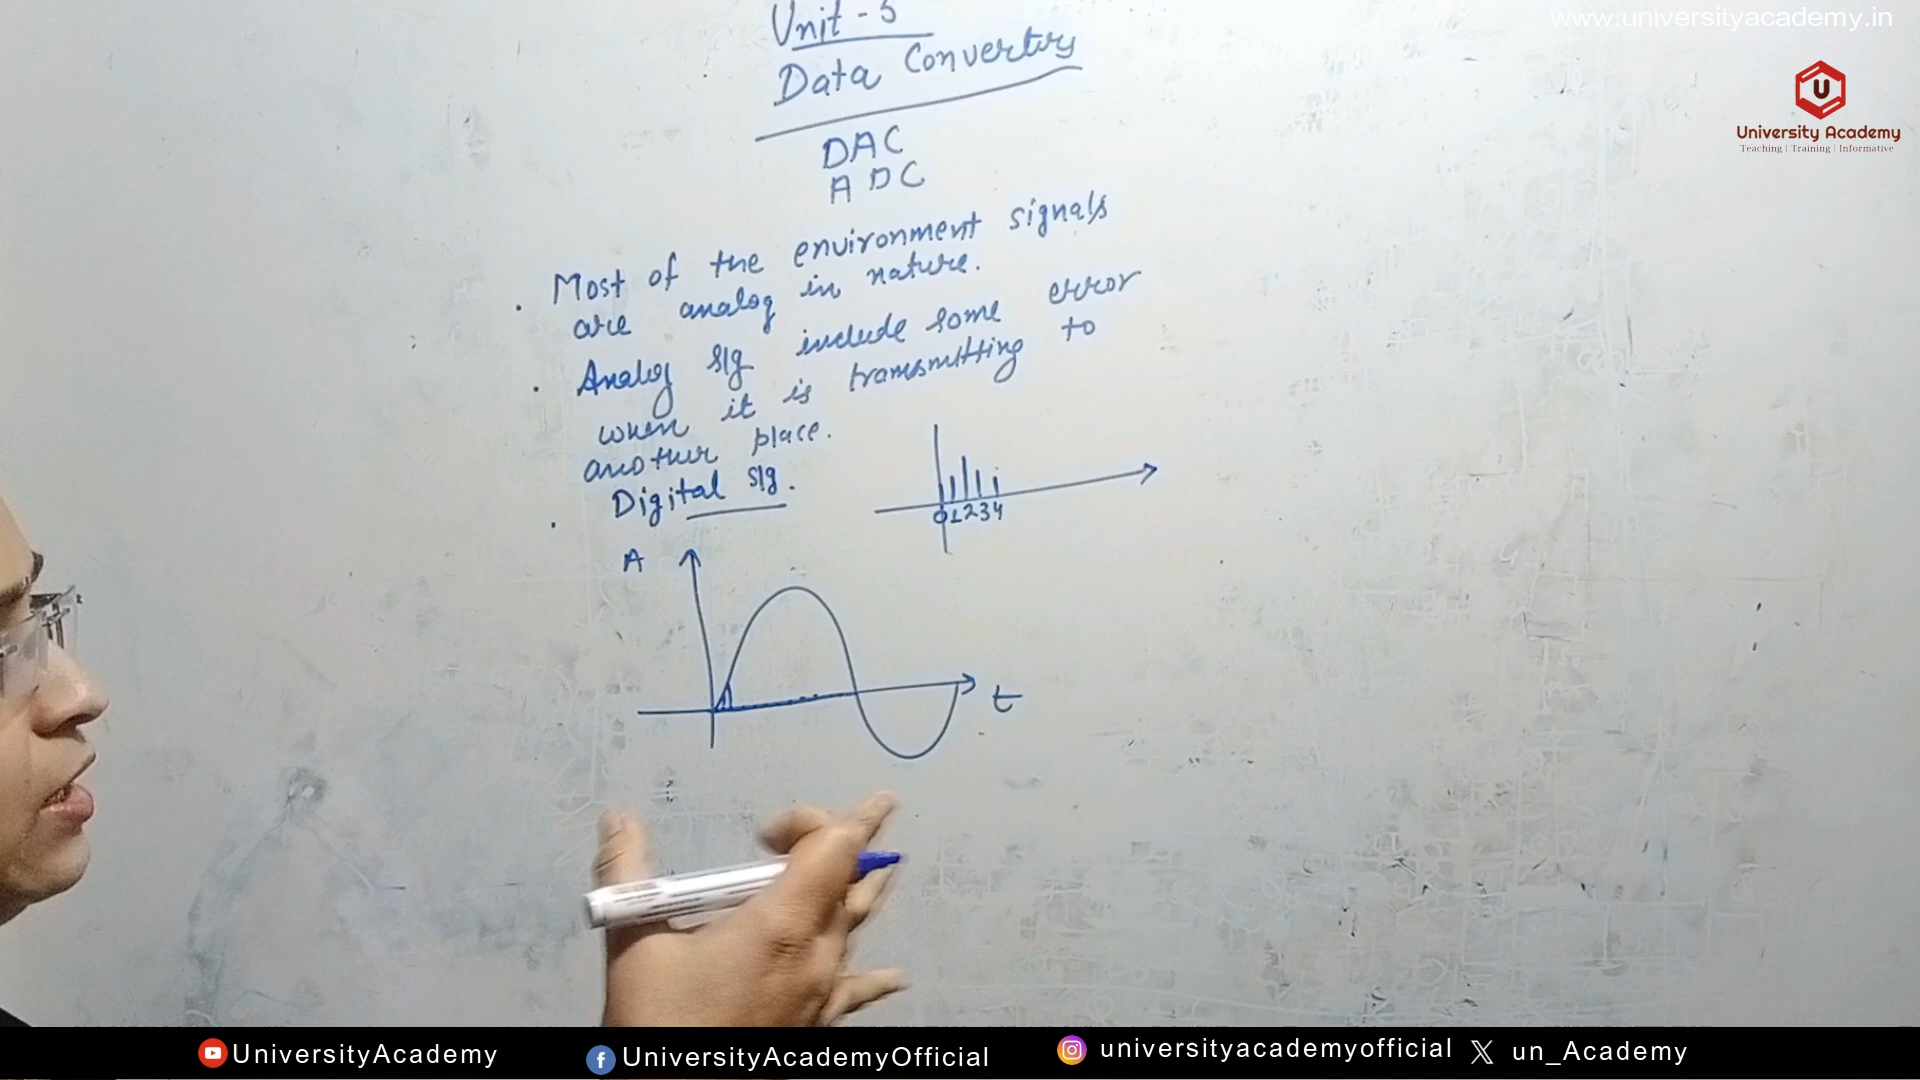 www.universityacademy.in
Unit - 5
Data Convertors
U
University Academy
Teaching | Training | Informative
DAC
ADC
. Most of the environment signals
are analog in nature.
. Analog sig include some error
when it is transmitting to
another place.
. Digital sig.
0 1 2 3 4
A
t
UniversityAcademy
UniversityAcademyOfficial
universityacademyofficial
un_Academy